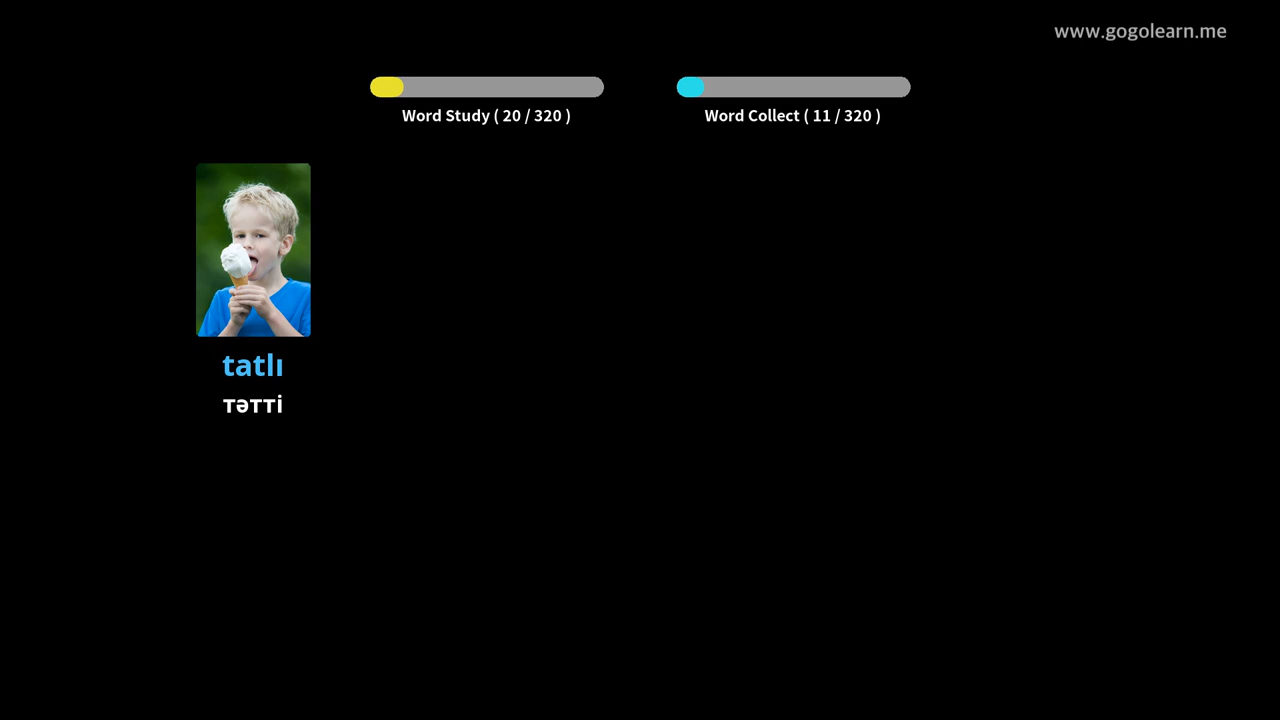 www.gogolearn.me
Word Study ( 20 / 320 )
Word Collect ( 11 / 320 )
tatlı
тәтті